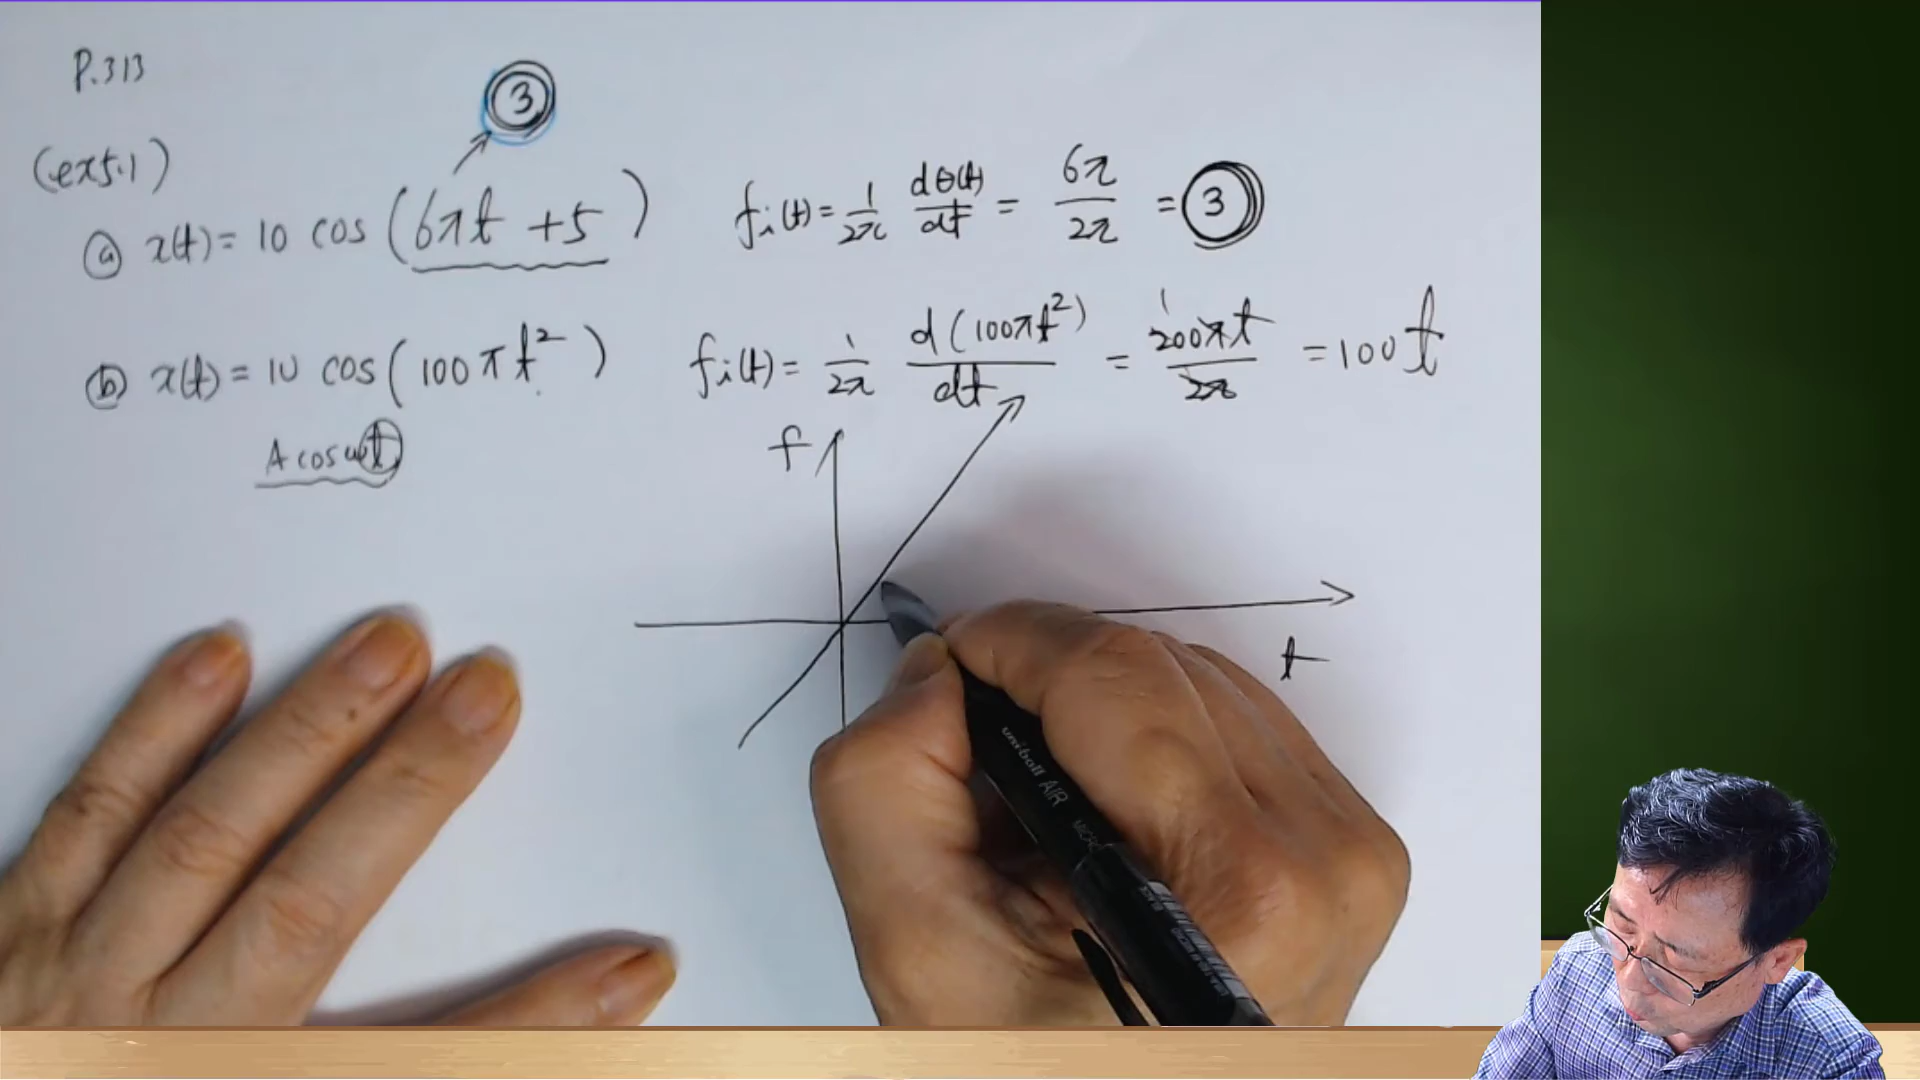 P.313
③
(ex5.1)
ⓐ x(t)= 10 cos (6πt +5) fᵢ(t)= 1/2π dθ(t)/dt = 6π/2π = ③
ⓑ x(t)= 10 cos(100πt²) fᵢ(t)= 1/2π d(100πt²)/dt = 200πt/2π = 100t
1
A cos ωt
f
t
uniball AIR